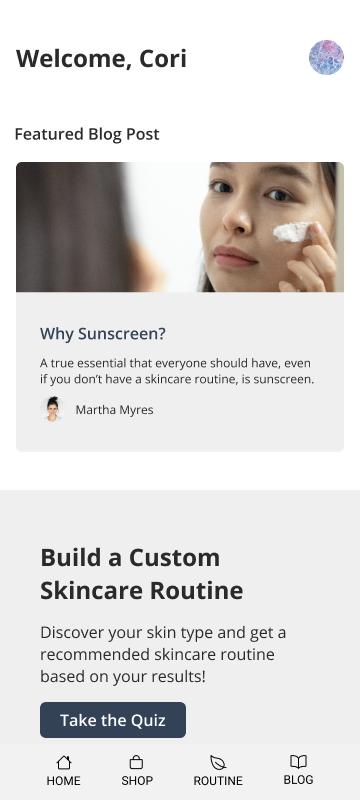 Welcome, Cori
Featured Blog Post
Why Sunscreen?
A true essential that everyone should have, even
if you don’t have a skincare routine, is sunscreen.
Martha Myres
Build a Custom
Skincare Routine
Discover your skin type and get a
recommended skincare routine
based on your results!
Take the Quiz
HOME SHOP ROUTINE BLOG